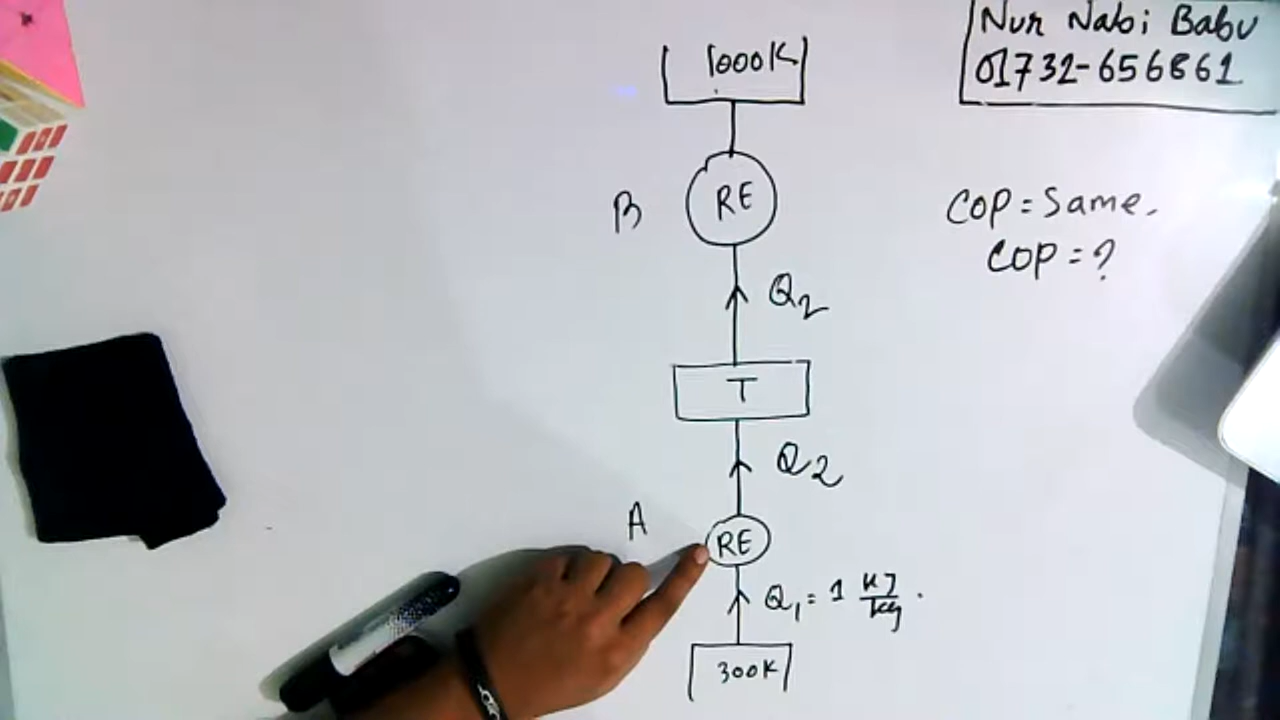 Nur Nabi Babu
01732-656861
1000K
B
RE
COP = Same.
COP = ?
Q2
T
Q2
A
RE
Q1 = 1 KJ/kg.
300K